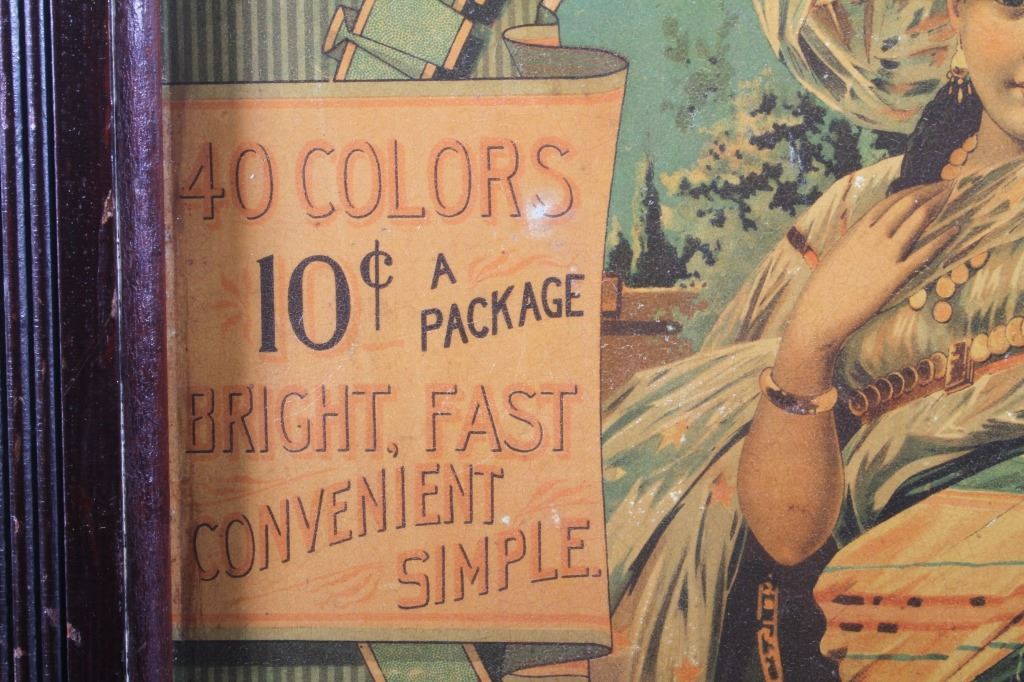 40 COLORS
10¢ A
PACKAGE
BRIGHT, FAST
CONVENIENT
SIMPLE.